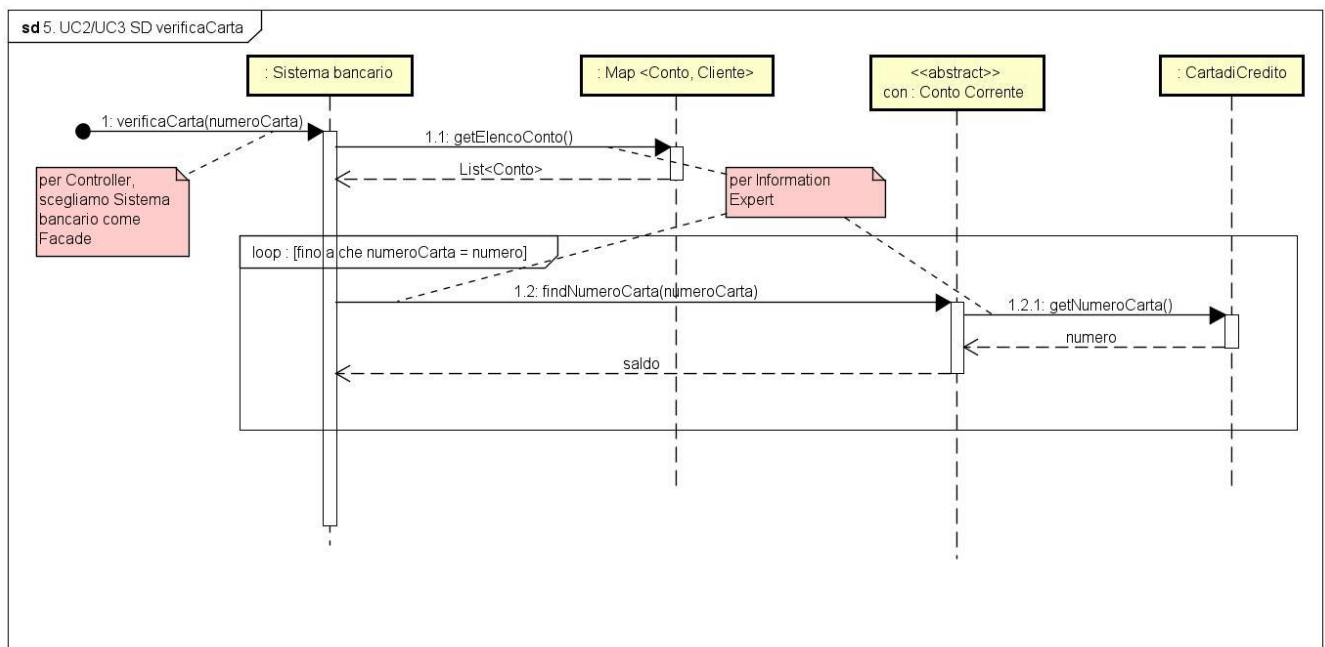 sd 5. UC2/UC3 SD verificaCarta
: Sistema bancario
: Map <Conto, Cliente>
<<abstract>>
con : Conto Corrente
: CartadiCredito
1: verificaCarta(numeroCarta)
1.1: getElencoConto()
List<Conto>
per Controller,
scegliamo Sistema
bancario come
Facade
per Information
Expert
loop : [fino a che numeroCarta = numero]
1.2: findNumeroCarta(numeroCarta)
1.2.1: getNumeroCarta()
numero
saldo